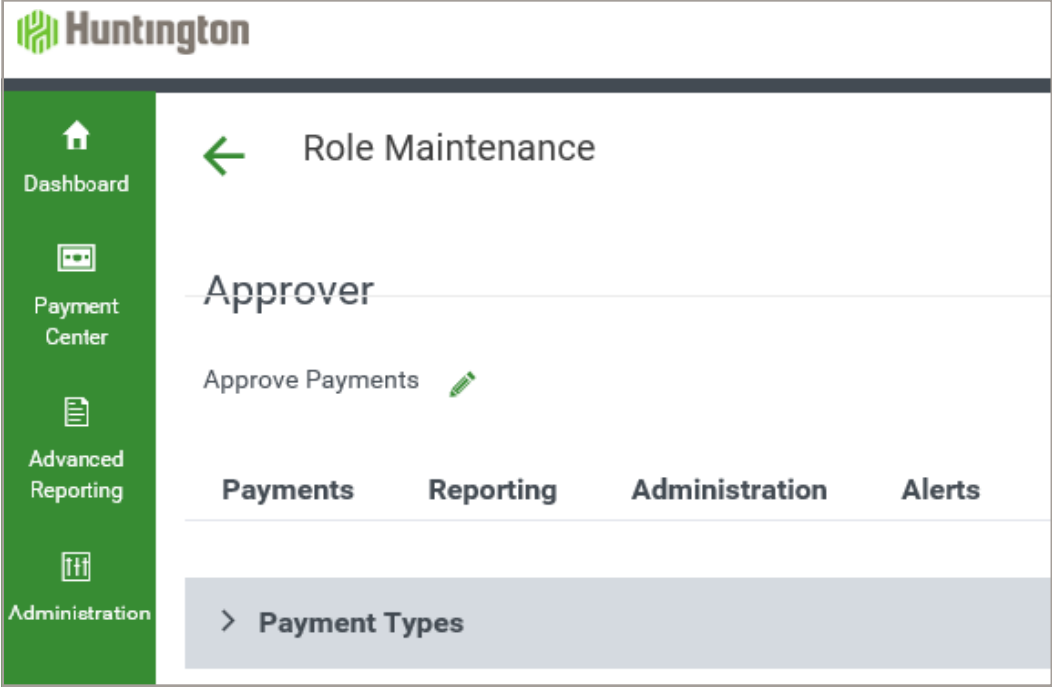 Huntington
Dashboard
Payment
Center
Advanced
Reporting
Administration
Role Maintenance
Approver
Approve Payments
Payments Reporting Administration Alerts
Payment Types